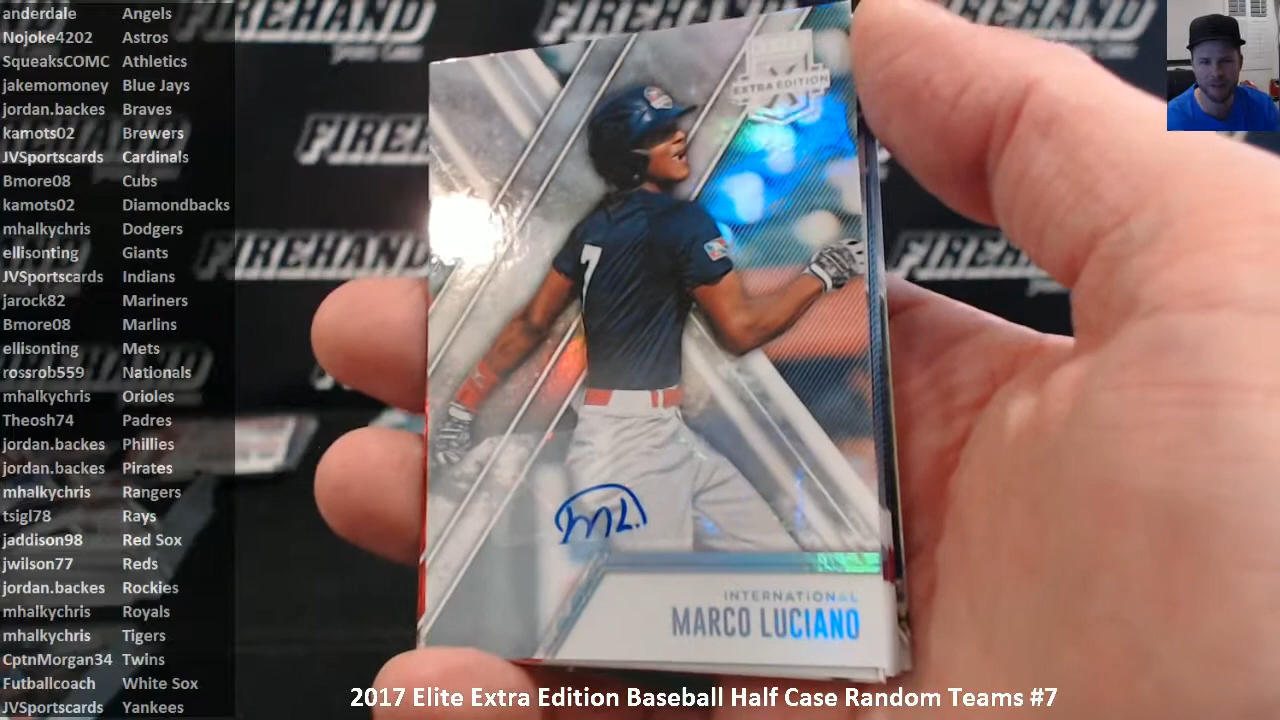 anderdale Angels
Nojoke4202 Astros
SqueaksCOMC Athletics
jakemomoney Blue Jays
jordan.backes Braves
kamots02 Brewers
JVSportscards Cardinals
Bmore08 Cubs
kamots02 Diamondbacks
mhalkychris Dodgers
ellisonting Giants
JVSportscards Indians
jarock82 Mariners
Bmore08 Marlins
ellisonting Mets
rossrob559 Nationals
mhalkychris Orioles
Theosh74 Padres
jordan.backes Phillies
jordan.backes Pirates
mhalkychris Rangers
tsigl78 Rays
jaddison98 Red Sox
jwilson77 Reds
jordan.backes Rockies
mhalkychris Royals
mhalkychris Tigers
CptnMorgan34 Twins
Futballcoach White Sox
JVSportscards Yankees
FIREHAND
FIREHAND
FIREHAND
FIREHAND
EXTRA EDITION
7
ML.
INTERNATIONAL
MARCO LUCIANO
2017 Elite Extra Edition Baseball Half Case Random Teams #7